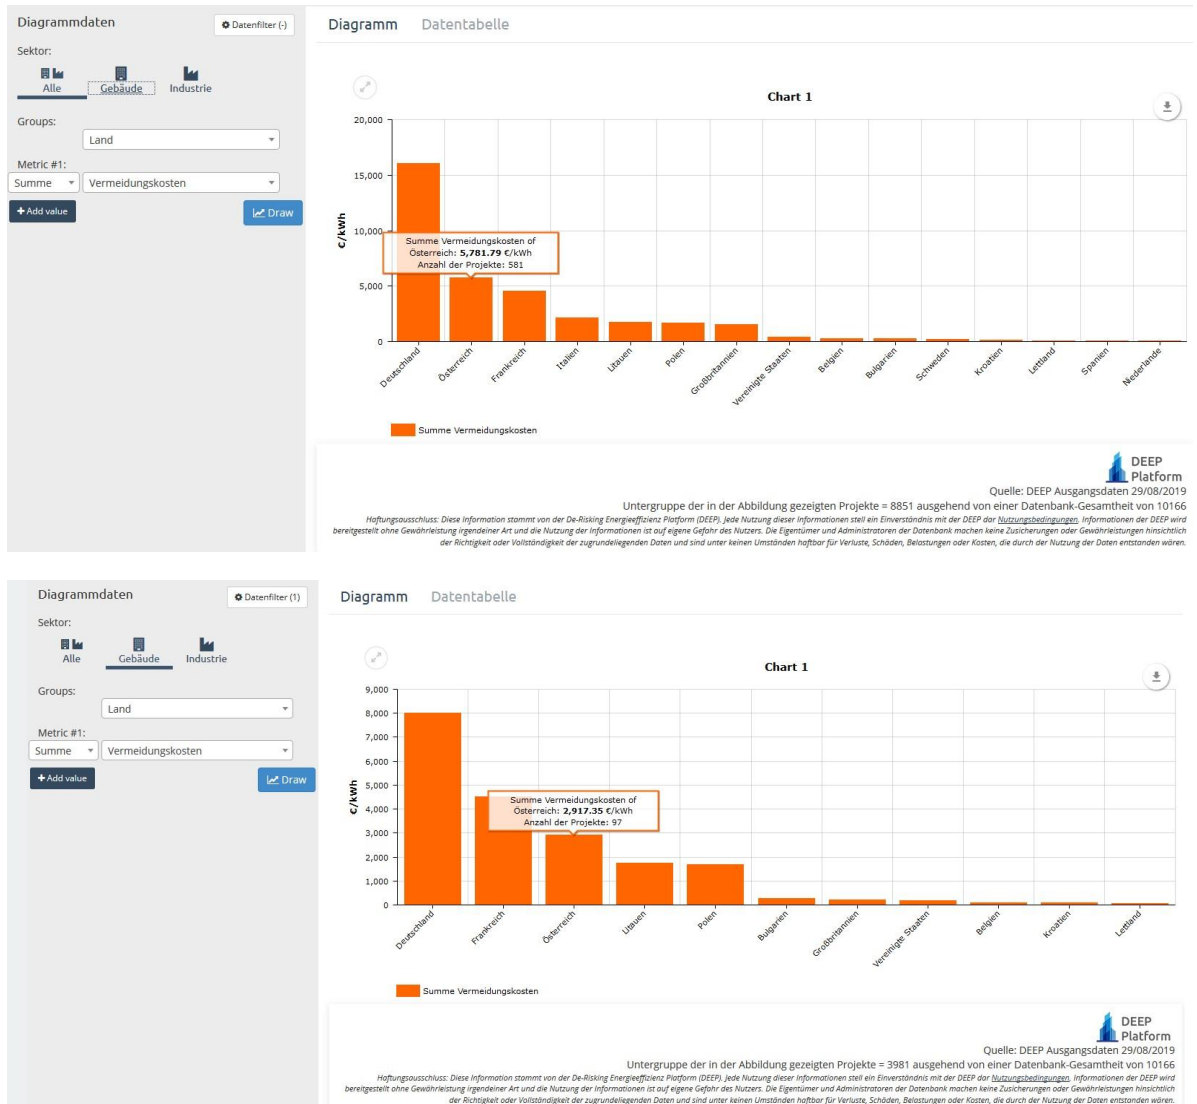 Diagrammdaten
Datenfilter (-)
Sektor:
Alle
Gebäude
Industrie
Groups:
Land
Metric #1:
Summe
Vermeidungskosten
+ Add value
Draw
Diagramm
Datentabelle
Chart 1
20,000
15,000
10,000
5,000
0
€/kWh
Summe Vermeidungskosten of
Österreich: 5,781.79 €/kWh
Anzahl der Projekte: 581
Deutschland
Österreich
Frankreich
Italien
Litauen
Polen
Großbritannien
Vereinigte Staaten
Belgien
Bulgarien
Schweden
Kroatien
Lettland
Spanien
Niederlande
Summe Vermeidungskosten
DEEP
Platform
Quelle: DEEP Ausgangsdaten 29/08/2019
Untergruppe der in der Abbildung gezeigten Projekte = 8851 ausgehend von einer Datenbank-Gesamtheit von 10166
Haftungsausschluss: Diese Information stammt von der De-Risking Energieeffizienz Platform (DEEP). Jede Nutzung dieser Informationen stell ein Einverständnis mit der DEEP dar Nutzungsbedingungen. Informationen der DEEP wird
bereitgestellt ohne Gewährleistung irgendeiner Art und die Nutzung der Informationen ist auf eigene Gefahr des Nutzers. Die Eigentümer und Administratoren der Datenbank machen keine Zusicherungen oder Gewährleistungen hinsichtlich
der Richtigkeit oder Vollständigkeit der zugrundeliegenden Daten und sind unter keinen Umständen haftbar für Verluste, Schäden, Belastungen oder Kosten, die durch der Nutzung der Daten entstanden wären.
Diagrammdaten
Datenfilter (1)
Sektor:
Alle
Gebäude
Industrie
Groups:
Land
Metric #1:
Summe
Vermeidungskosten
+ Add value
Draw
Diagramm
Datentabelle
Chart 1
9,000
8,000
7,000
6,000
5,000
4,000
3,000
2,000
1,000
0
€/kWh
Summe Vermeidungskosten of
Österreich: 2,917.35 €/kWh
Anzahl der Projekte: 97
Deutschland
Frankreich
Österreich
Litauen
Polen
Bulgarien
Großbritannien
Vereinigte Staaten
Belgien
Kroatien
Lettland
Summe Vermeidungskosten
DEEP
Platform
Quelle: DEEP Ausgangsdaten 29/08/2019
Untergruppe der in der Abbildung gezeigten Projekte = 3981 ausgehend von einer Datenbank-Gesamtheit von 10166
Haftungsausschluss: Diese Information stammt von der De-Risking Energieeffizienz Platform (DEEP). Jede Nutzung dieser Informationen stell ein Einverständnis mit der DEEP dar Nutzungsbedingungen. Informationen der DEEP wird
bereitgestellt ohne Gewährleistung irgendeiner Art und die Nutzung der Informationen ist auf eigene Gefahr des Nutzers. Die Eigentümer und Administratoren der Datenbank machen keine Zusicherungen oder Gewährleistungen hinsichtlich
der Richtigkeit oder Vollständigkeit der zugrundeliegenden Daten und sind unter keinen Umständen haftbar für Verluste, Schäden, Belastungen oder Kosten, die durch der Nutzung der Daten entstanden wären.